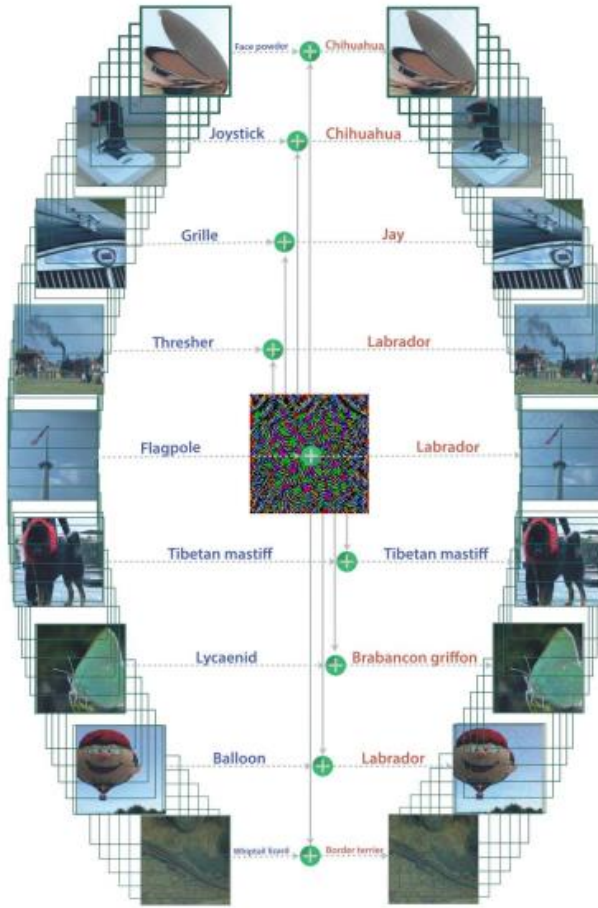 Face powder Chihuahua
Joystick Chihuahua
Grille Jay
Thresher Labrador
Flagpole Labrador
Tibetan mastiff Tibetan mastiff
Lycaenid Brabancon griffon
Balloon Labrador
Whiptail lizard Border terrier